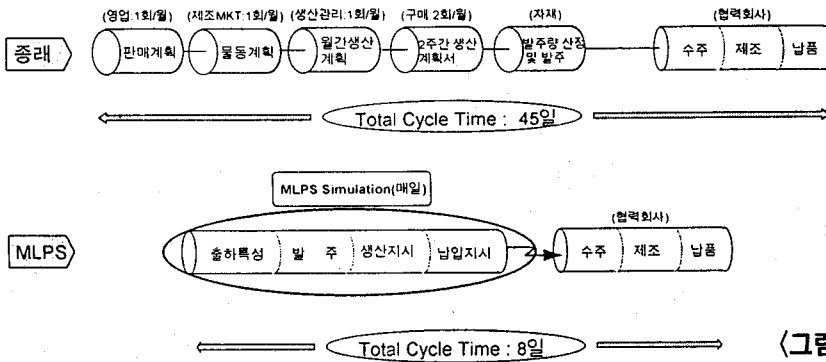 (영업:1회/월) (제조MKT:1회/월) (생산관리:1회/월) (구매:2회/월) (자재) (협력회사)
종래 판매계획 물동계획 월간생산 계획 2주간 생산 계획서 발주량 산정 및 발주 수주 제조 납품
Total Cycle Time : 45일
MLPS Simulation(매일)
(협력회사)
MLPS 출하특성 발 주 생산지시 납입지시 수주 제조 납품
Total Cycle Time : 8일
〈그림